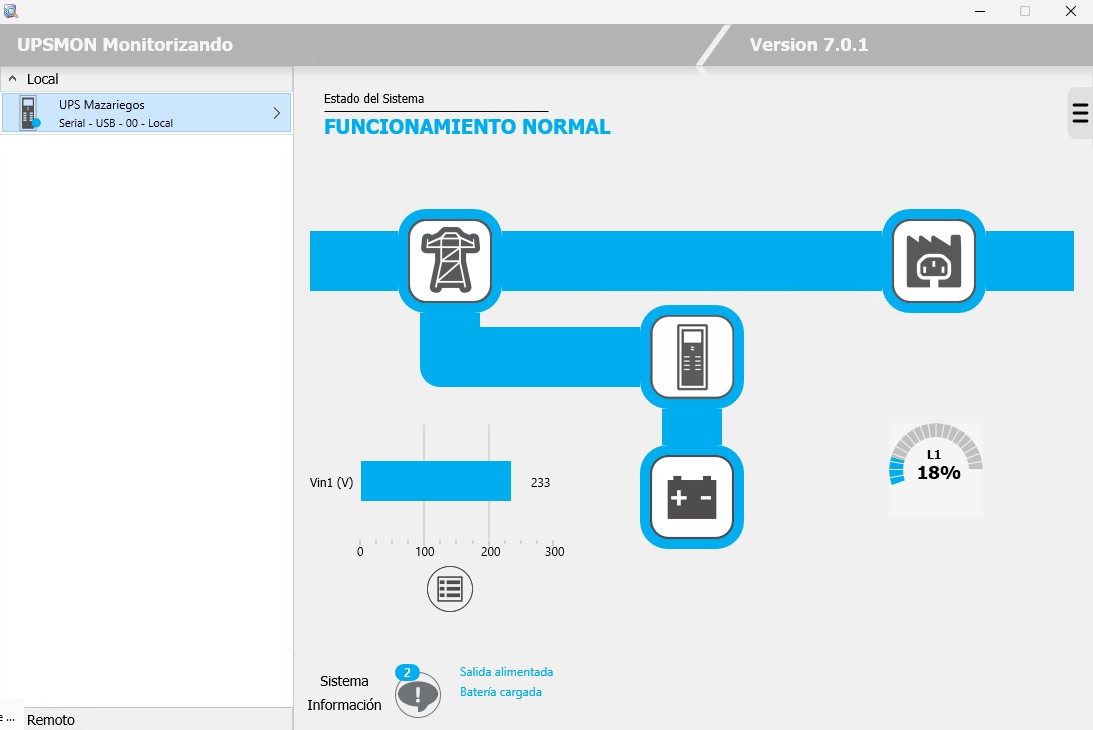 UPSMON Monitorizando
Version 7.0.1
Local
UPS Mazariegos
Serial - USB - 00 - Local
Estado del Sistema
FUNCIONAMIENTO NORMAL
L1
18%
Vin1 (V)
233
0 100 200 300
Sistema
Información
2
Salida alimentada
Batería cargada
e ...
Remoto